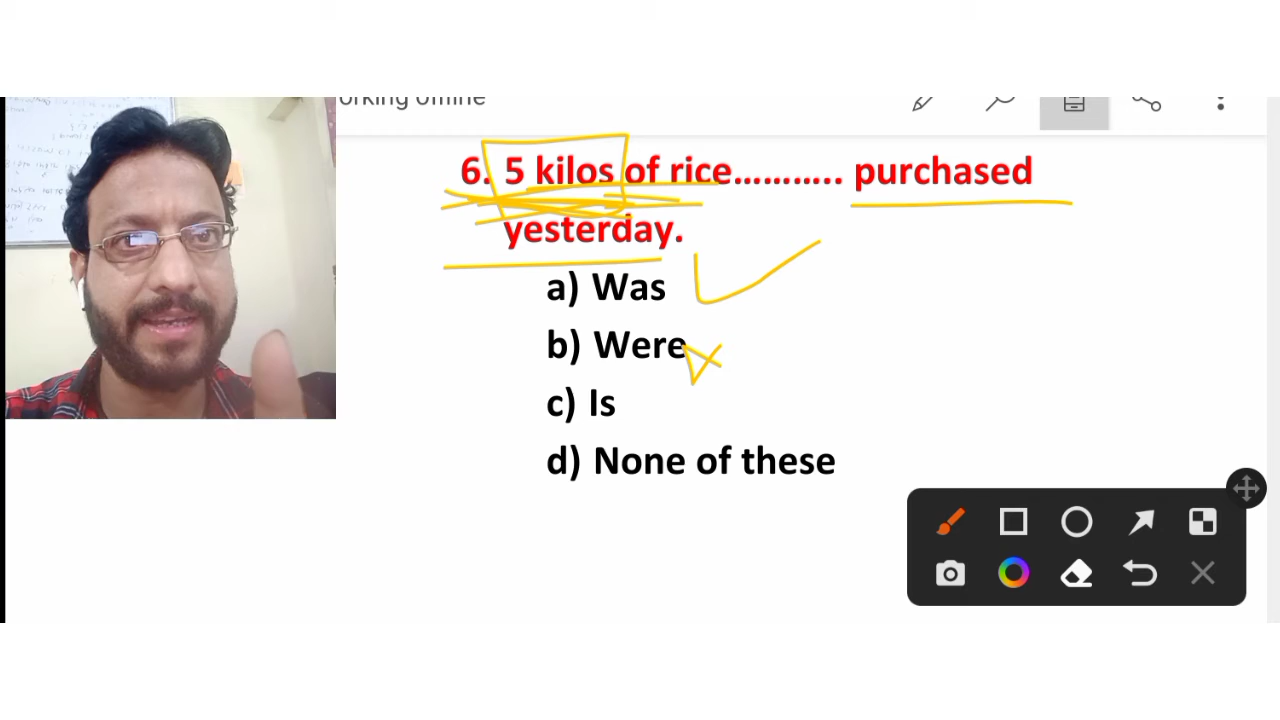 orking offline
6. 5 kilos of rice……….. purchased
yesterday.
a) Was
b) Were
c) Is
d) None of these